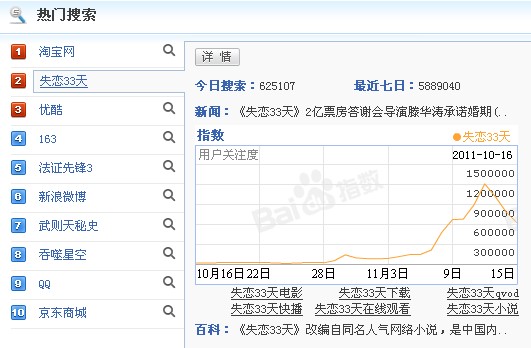 热门搜索
1 淘宝网
2 失恋33天
3 优酷
4 163
5 法证先锋3
6 新浪微博
7 武则天秘史
8 吞噬星空
9 QQ
10 京东商城
详 情
今日搜索：625107 最近七日：5889040
新闻：《失恋33天》2亿票房答谢会导演滕华涛承诺婚期(..
指数 失恋33天
用户关注度 2011-10-16
1500000
1200000
900000
600000
300000
Bai 指数
10月16日 22日 28日 11月3日 9日 15日
失恋33天电影 失恋33天下载 失恋33天qvod
失恋33天快播 失恋33天在线观看 失恋33天小说
百科：《失恋33天》改编自同名人气网络小说，是中国内..